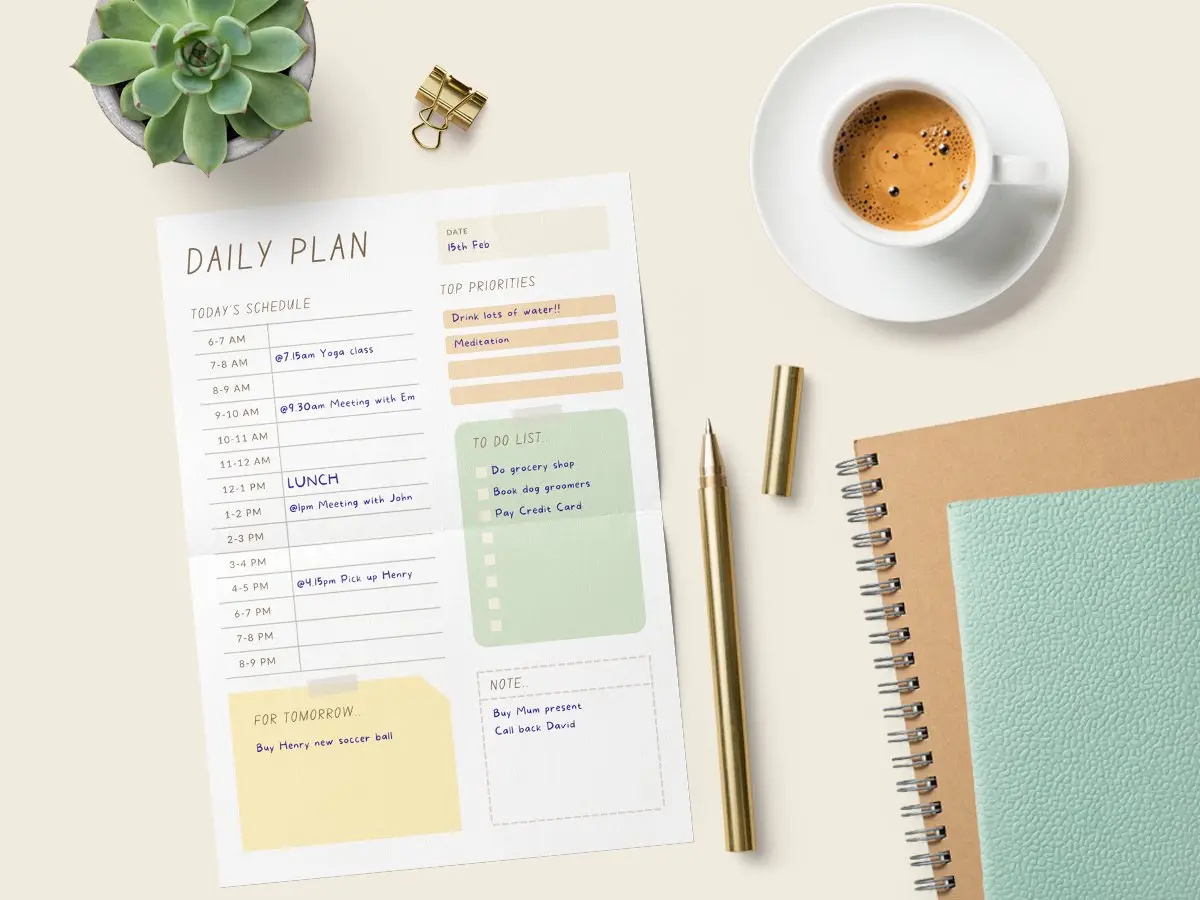 DAILY PLAN
DATE
15th Feb
TODAY'S SCHEDULE
6-7 AM
7-8 AM @7.15am Yoga class
8-9 AM
9-10 AM @9.30am Meeting with Em
10-11 AM
11-12 AM
12-1 PM LUNCH
1-2 PM @1pm Meeting with John
2-3 PM
3-4 PM
4-5 PM @4.15pm Pick up Henry
6-7 PM
7-8 PM
8-9 PM
TOP PRIORITIES
Drink lots of water!!
Meditation
TO DO LIST..
Do grocery shop
Book dog groomers
Pay Credit Card
FOR TOMORROW..
Buy Henry new soccer ball
NOTE..
Buy Mum present
Call back David